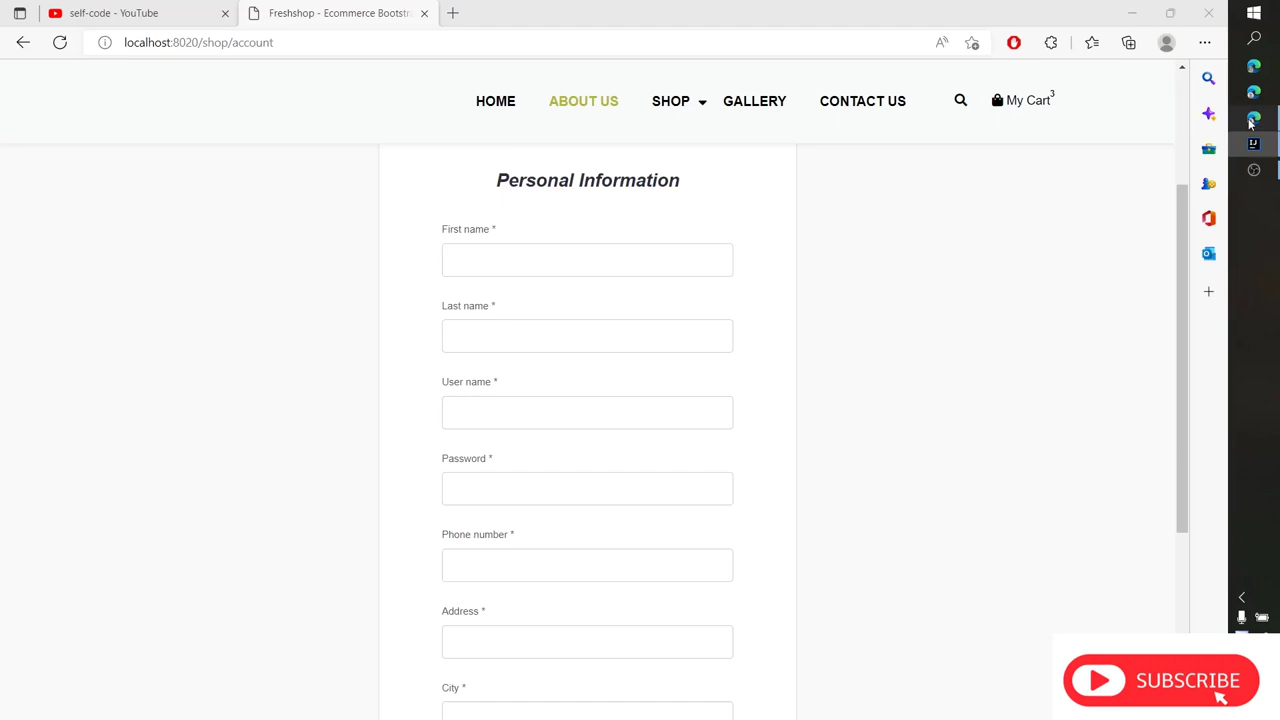 self-code - YouTube
Freshshop - Ecommerce Bootstr
localhost:8020/shop/account
HOME
ABOUT US
SHOP
GALLERY
CONTACT US
My Cart 3
Personal Information
First name *
Last name *
User name *
Password *
Phone number *
Address *
City *
SUBSCRIBE